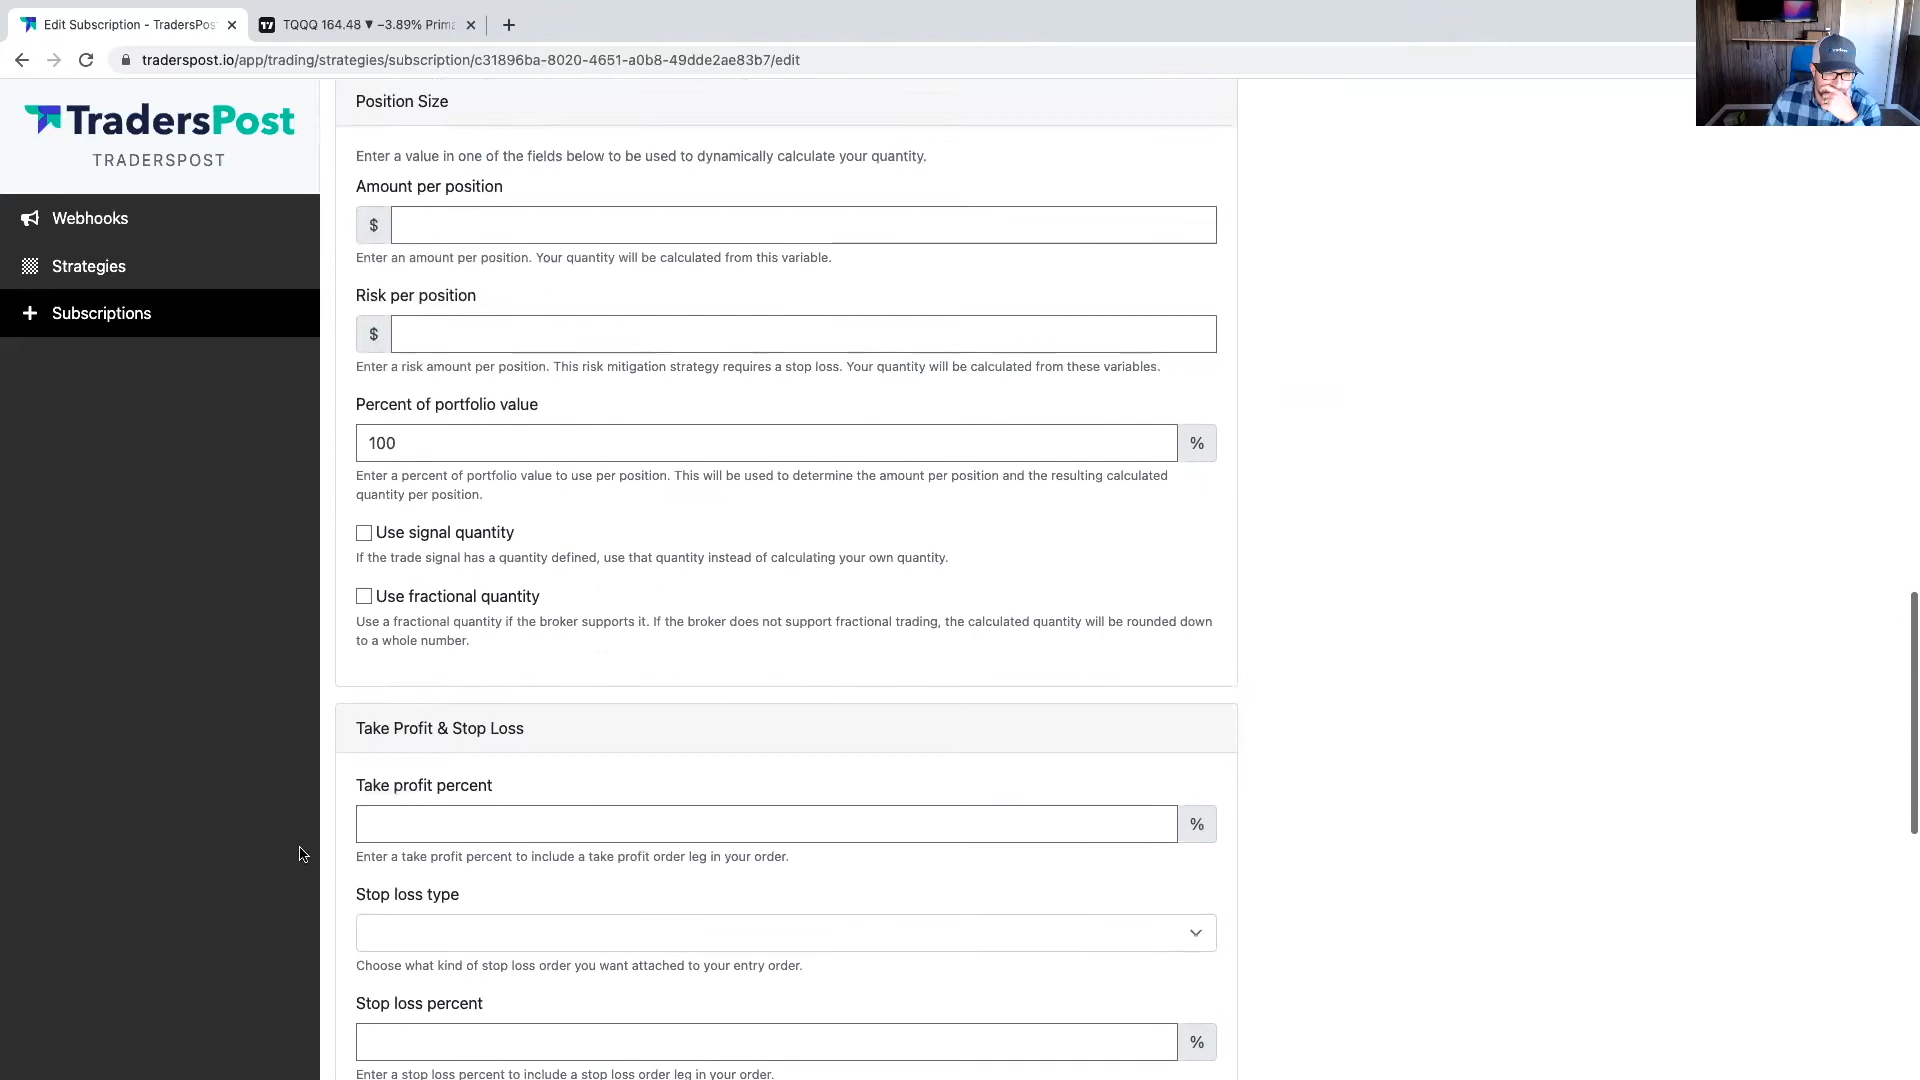 Edit Subscription - TradersPos
TQQQ 164.48 ▼ −3.89% Prima
traderspost.io/app/trading/strategies/subscription/c31896ba-8020-4651-a0b8-49dde2ae83b7/edit
TradersPost
TRADERSPOST
Webhooks
Strategies
Subscriptions
Position Size
Enter a value in one of the fields below to be used to dynamically calculate your quantity.
Amount per position
$
Enter an amount per position. Your quantity will be calculated from this variable.
Risk per position
$
Enter a risk amount per position. This risk mitigation strategy requires a stop loss. Your quantity will be calculated from these variables.
Percent of portfolio value
100 %
Enter a percent of portfolio value to use per position. This will be used to determine the amount per position and the resulting calculated
quantity per position.
Use signal quantity
If the trade signal has a quantity defined, use that quantity instead of calculating your own quantity.
Use fractional quantity
Use a fractional quantity if the broker supports it. If the broker does not support fractional trading, the calculated quantity will be rounded down
to a whole number.
Take Profit & Stop Loss
Take profit percent
%
Enter a take profit percent to include a take profit order leg in your order.
Stop loss type
Choose what kind of stop loss order you want attached to your entry order.
Stop loss percent
%
Enter a stop loss percent to include a stop loss order leg in your order.